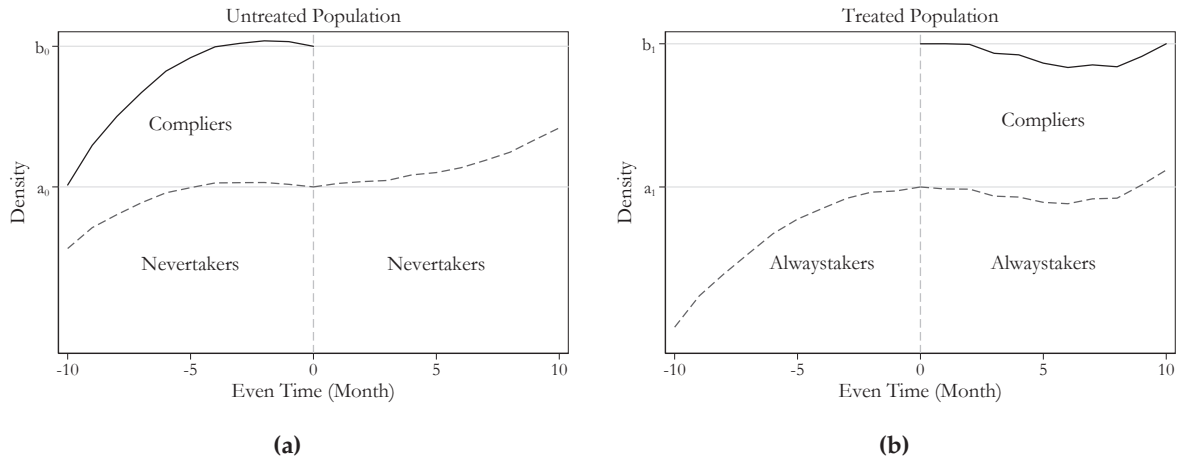 Untreated Population
b0
Compliers
Density
a0
Nevertakers
Nevertakers
-10
-5
0
5
10
Even Time (Month)
(a)
Treated Population
b1
Compliers
Density
a1
Alwaystakers
Alwaystakers
-10
-5
0
5
10
Even Time (Month)
(b)